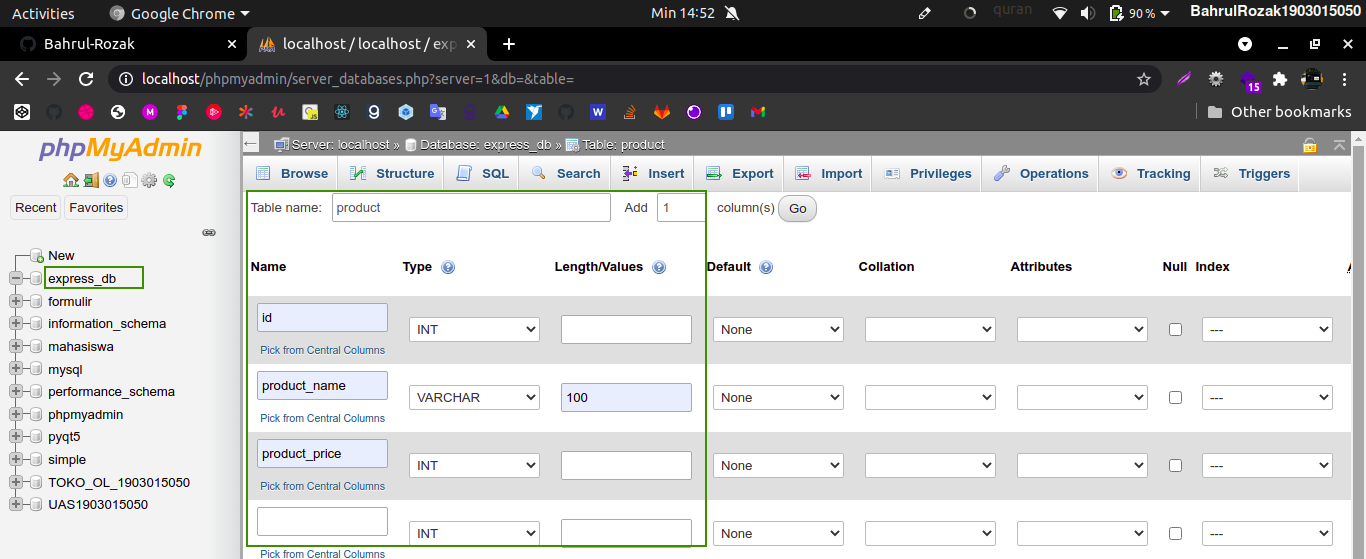 Activities Google Chrome Min 14:52 quran 90 % BahrulRozak1903015050
Bahrul-Rozak localhost / localhost / exp
localhost/phpmyadmin/server_databases.php?server=1&db=&table= 15
Other bookmarks
phpMyAdmin
Recent Favorites
New
express_db
formulir
information_schema
mahasiswa
mysql
performance_schema
phpmyadmin
pyqt5
simple
TOKO_OL_1903015050
UAS1903015050
Server: localhost » Database: express_db » Table: product
Browse Structure SQL Search Insert Export Import Privileges Operations Tracking Triggers
Table name: product Add 1 column(s) Go
Name Type Length/Values Default Collation Attributes Null Index A
id INT None ---
Pick from Central Columns
product_name VARCHAR 100 None ---
Pick from Central Columns
product_price INT None ---
Pick from Central Columns
INT None ---
Pick from Central Columns